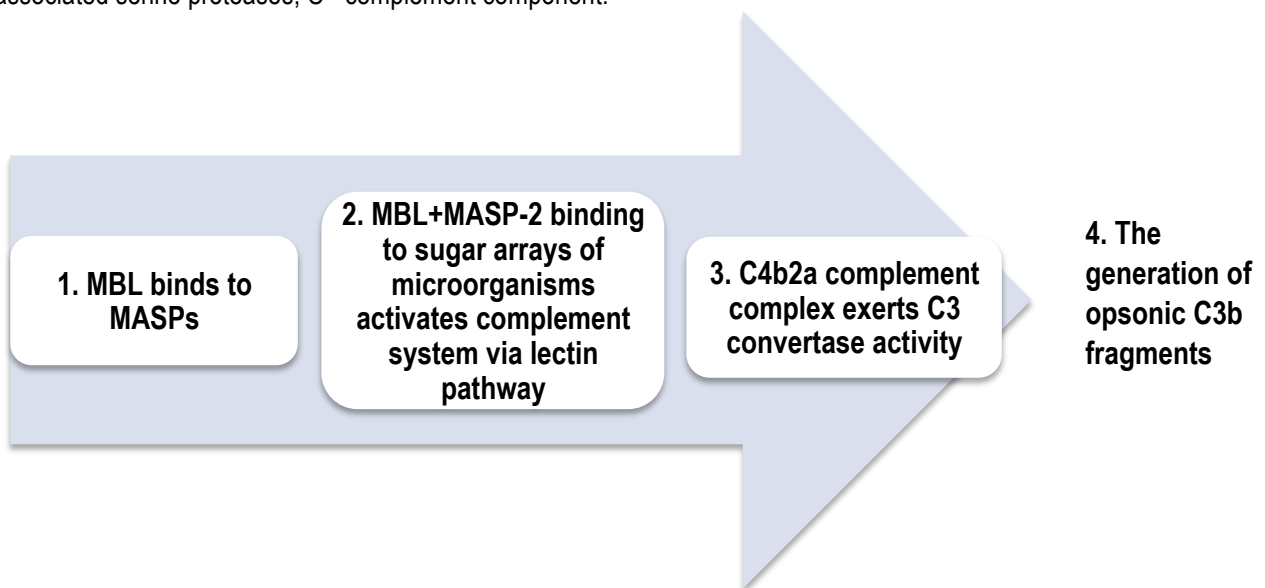 associated serine proteases; C - complement component.
1. MBL binds to
MASPs
2. MBL+MASP-2 binding
to sugar arrays of
microorganisms
activates complement
system via lectin
pathway
3. C4b2a complement
complex exerts C3
convertase activity
4. The
generation of
opsonic C3b
fragments